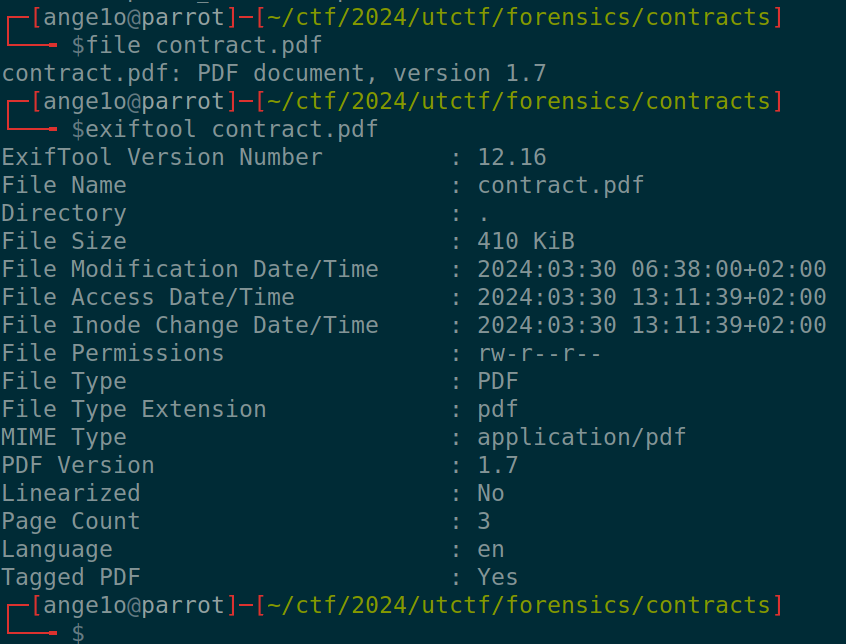 ┌─[ange1o@parrot]─[~/ctf/2024/utctf/forensics/contracts]
└──╼ $file contract.pdf
contract.pdf: PDF document, version 1.7
┌─[ange1o@parrot]─[~/ctf/2024/utctf/forensics/contracts]
└──╼ $exiftool contract.pdf
ExifTool Version Number         : 12.16
File Name                       : contract.pdf
Directory                       : .
File Size                       : 410 KiB
File Modification Date/Time     : 2024:03:30 06:38:00+02:00
File Access Date/Time           : 2024:03:30 13:11:39+02:00
File Inode Change Date/Time     : 2024:03:30 13:11:39+02:00
File Permissions                : rw-r--r--
File Type                       : PDF
File Type Extension             : pdf
MIME Type                       : application/pdf
PDF Version                     : 1.7
Linearized                      : No
Page Count                      : 3
Language                        : en
Tagged PDF                      : Yes
┌─[ange1o@parrot]─[~/ctf/2024/utctf/forensics/contracts]
└──╼ $